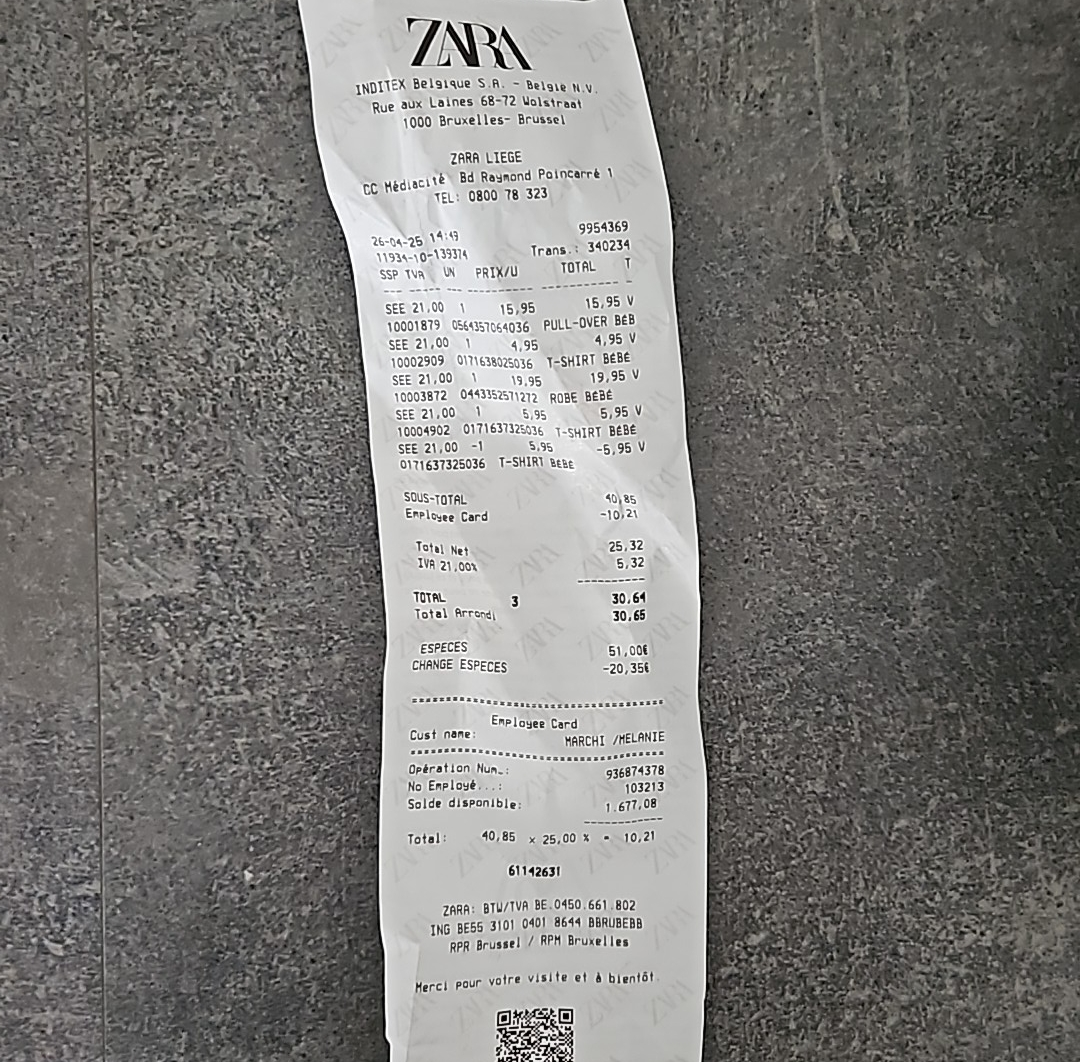 ZARA
INDITEX Belgique S.A. - Belgie N.V.
Rue aux Laines 68-72 Wolstraat
1000 Bruxelles- Brussel
ZARA LIEGE
CC Médiacité Bd Raymond Poincarré 1
TEL: 0800 78 323
9954369
26-04-25 14:49
11934-10-139374 Trans.: 340234
SSP TVA UN PRIX/U TOTAL T
SEE 21,00 1 15,95 15,95 V
10001879 0564357064036 PULL-OVER BÉB
SEE 21,00 1 4,95 4,95 V
10002909 0171638025036 T-SHIRT BÉBÉ
SEE 21,00 1 19,95 19,95 V
10003872 0443352571272 ROBE BÉBÉ
SEE 21,00 1 5,95 5,95 V
10004902 0171637325036 T-SHIRT BÉBÉ
SEE 21,00 -1 5,95 -5,95 V
0171637325036 T-SHIRT BÉBÉ
SOUS-TOTAL 40,85
Employee Card -10,21
Total Net 25,32
IVA 21,00% 5,32
TOTAL 3 30,64
Total Arrondi 30,65
ESPECES 51,00€
CHANGE ESPECES -20,35€
Employee Card
Cust name: MARCHI /MELANIE
Opération Num.: 936874378
No Employé...: 103213
Solde disponible: 1.677,08
Total: 40,85 x 25,00 % = 10,21
61142631
ZARA: BTW/TVA BE.0450.661.802
ING BE55 3101 0401 8644 BBRUBEBB
RPR Brussel / RPM Bruxelles
Merci pour votre visite et à bientôt.